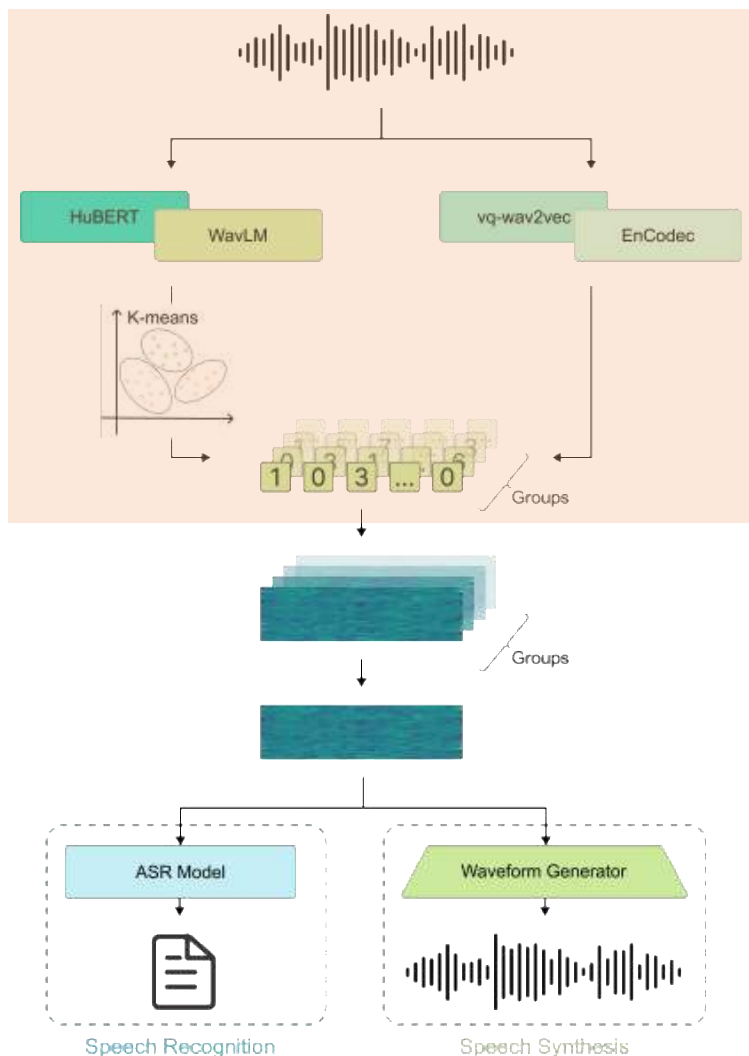 HuBERT
WavLM
vq-wav2vec
EnCodec
K-means
1 0 3 ... 0
Groups
Groups
ASR Model
Waveform Generator
Speech Recognition
Speech Synthesis